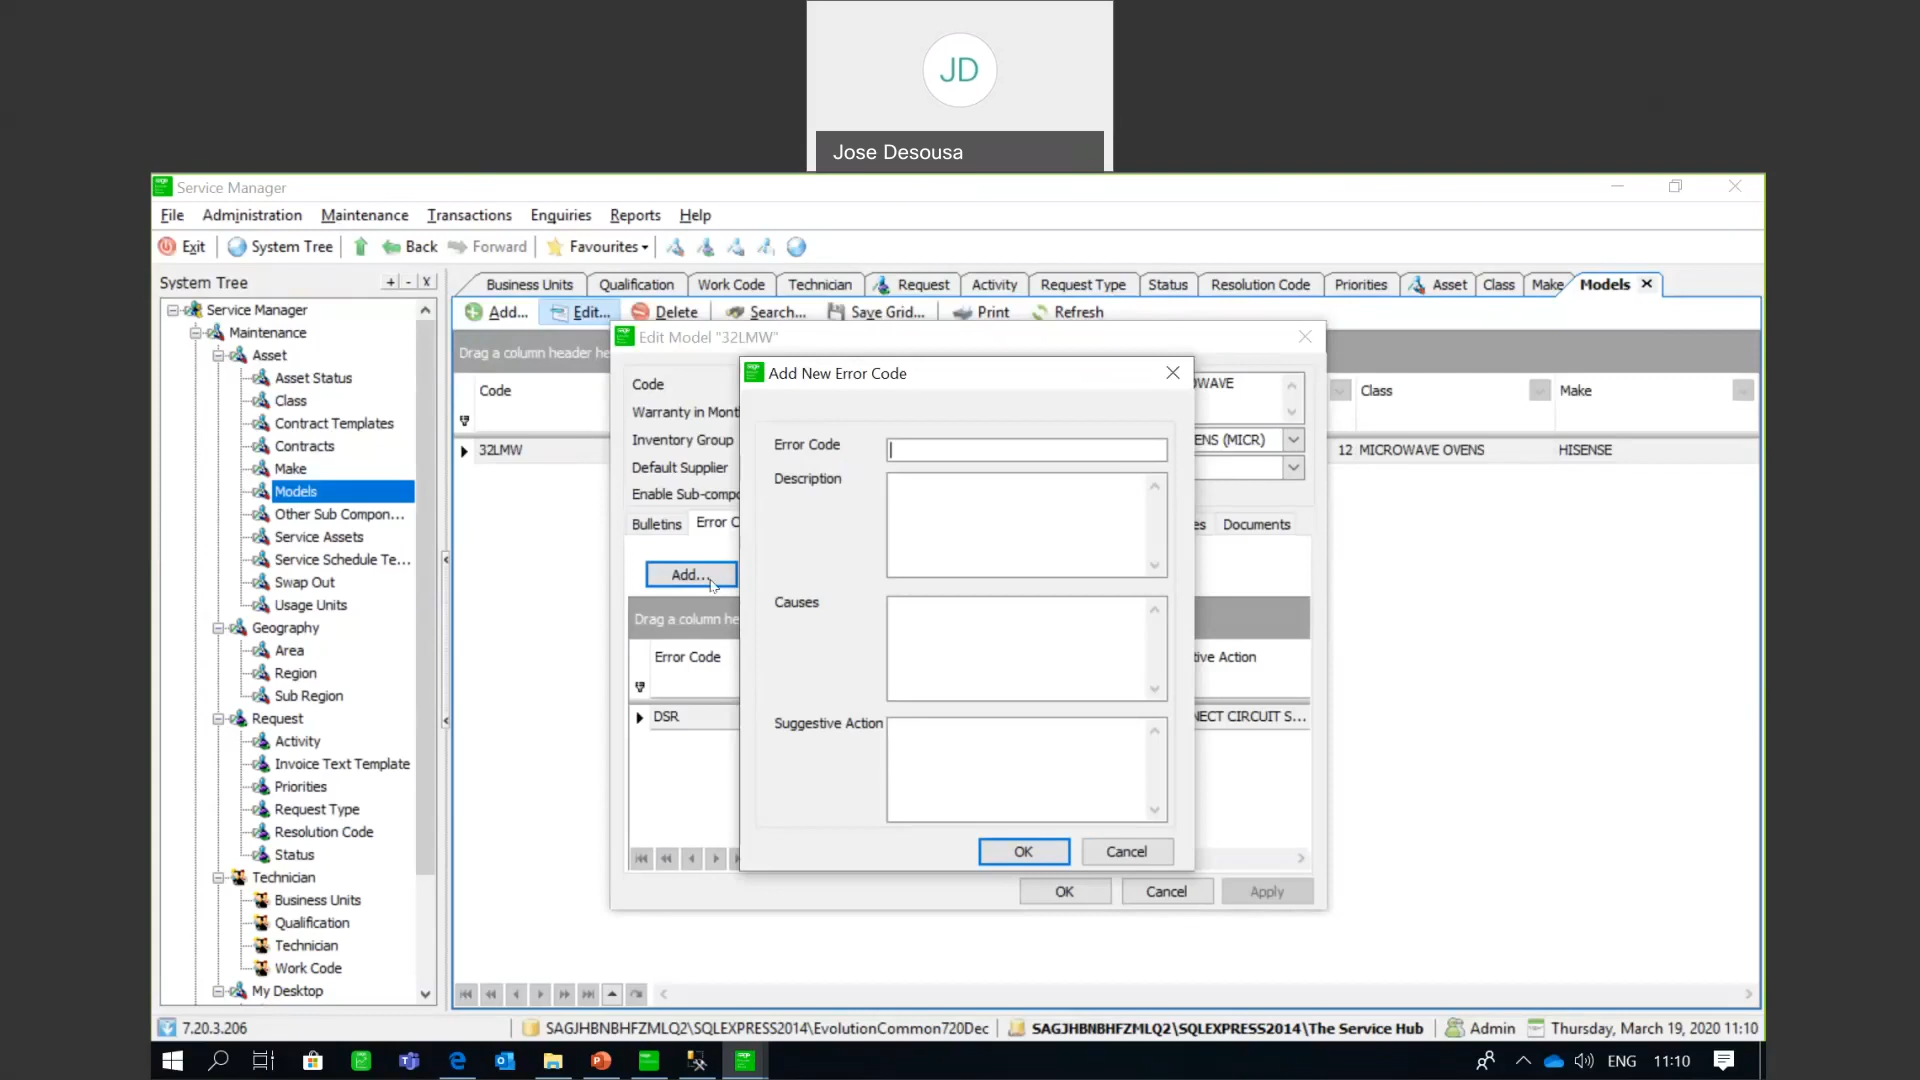 JD
Jose Desousa
Service Manager
File Administration Maintenance Transactions Enquiries Reports Help
Exit System Tree Back Forward Favourites
System Tree + - x
Business Units Qualification Work Code Technician Request Activity Request Type Status Resolution Code Priorities Asset Class Make Models
Add... Edit... Delete Search... Save Grid... Print Refresh
Service Manager
Maintenance
Asset
Asset Status
Class
Contract Templates
Contracts
Make
Models
Other Sub Compon...
Service Assets
Service Schedule Te...
Swap Out
Usage Units
Geography
Area
Region
Sub Region
Request
Activity
Invoice Text Template
Priorities
Request Type
Resolution Code
Status
Technician
Business Units
Qualification
Technician
Work Code
My Desktop
Drag a column header he
Code Class Make
32LMW 12 MICROWAVE OVENS HISENSE
Edit Model "32LMW"
Code
WAVE
Warranty in Mont
Inventory Group
ENS (MICR)
Default Supplier
Enable Sub-compo
Bulletins Error C es Documents
Add...
Drag a column he
Error Code tive Action
DSR NECT CIRCUIT S...
OK Cancel Apply
Add New Error Code
Error Code
Description
Causes
Suggestive Action
OK Cancel
7.20.3.206 SAGJHBNBHFZMLQ2\SQLEXPRESS2014\EvolutionCommon720Dec SAGJHBNBHFZMLQ2\SQLEXPRESS2014\The Service Hub Admin Thursday, March 19, 2020 11:10
ENG 11:10